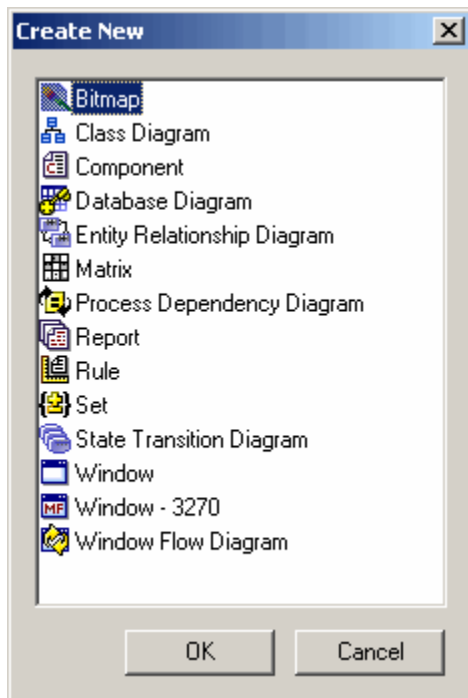 Create New
Bitmap
Class Diagram
Component
Database Diagram
Entity Relationship Diagram
Matrix
Process Dependency Diagram
Report
Rule
Set
State Transition Diagram
Window
MF Window - 3270
Window Flow Diagram
OK Cancel